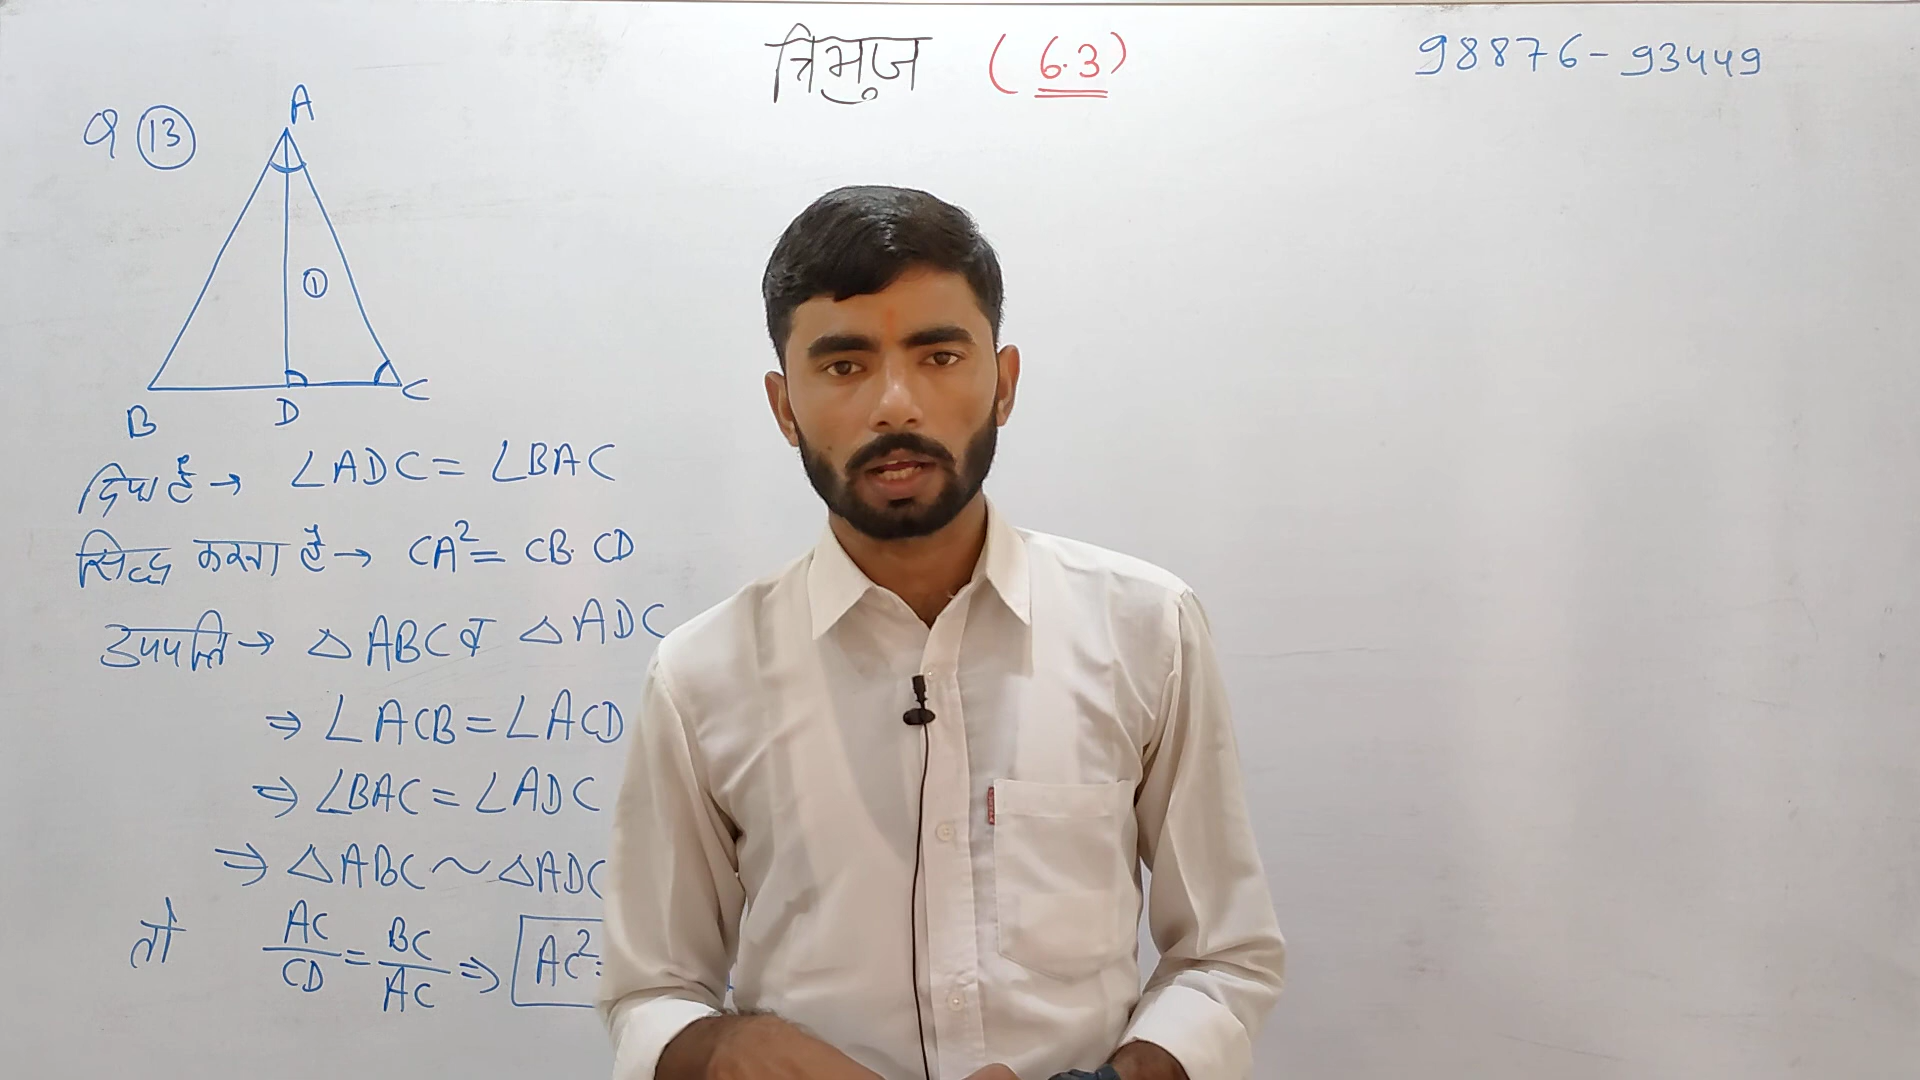 त्रिभुज (6.3)
98876-93449
Q 13
A
1
B D C
दिया है → ∠ADC = ∠BAC
सिद्ध करना है → CA² = CB·CD
उपपत्ति → △ABC व △ADC
⇒ ∠ACB = ∠ACD
⇒ ∠BAC = ∠ADC
⇒ △ABC ~ △ADC
तो AC/CD = BC/AC ⇒ AC² =